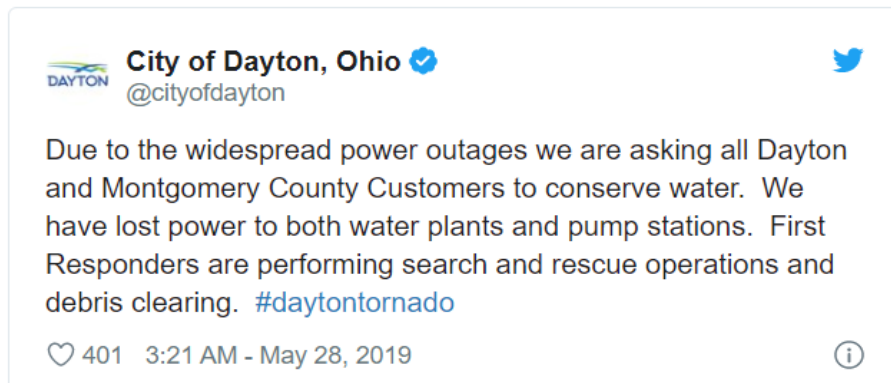 City of Dayton, Ohio
DAYTON
@cityofdayton
Due to the widespread power outages we are asking all Dayton
and Montgomery County Customers to conserve water.  We
have lost power to both water plants and pump stations.  First
Responders are performing search and rescue operations and
debris clearing.  #daytontornado
401 3:21 AM - May 28, 2019